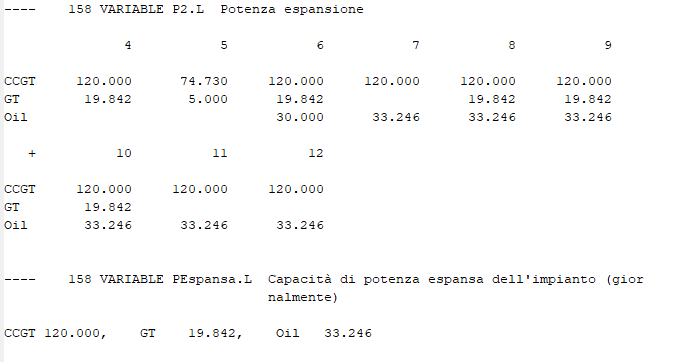 ----    158 VARIABLE P2.L  Potenza espansione
4           5           6           7           8           9
CCGT     120.000      74.730     120.000     120.000     120.000     120.000
GT        19.842       5.000      19.842                  19.842      19.842
Oil                               30.000      33.246      33.246      33.246
+          10          11          12
CCGT     120.000     120.000     120.000
GT        19.842
Oil       33.246      33.246      33.246
----    158 VARIABLE PEspansa.L  Capacità di potenza espansa dell'impianto (gior
nalmente)
CCGT 120.000,    GT    19.842,    Oil   33.246